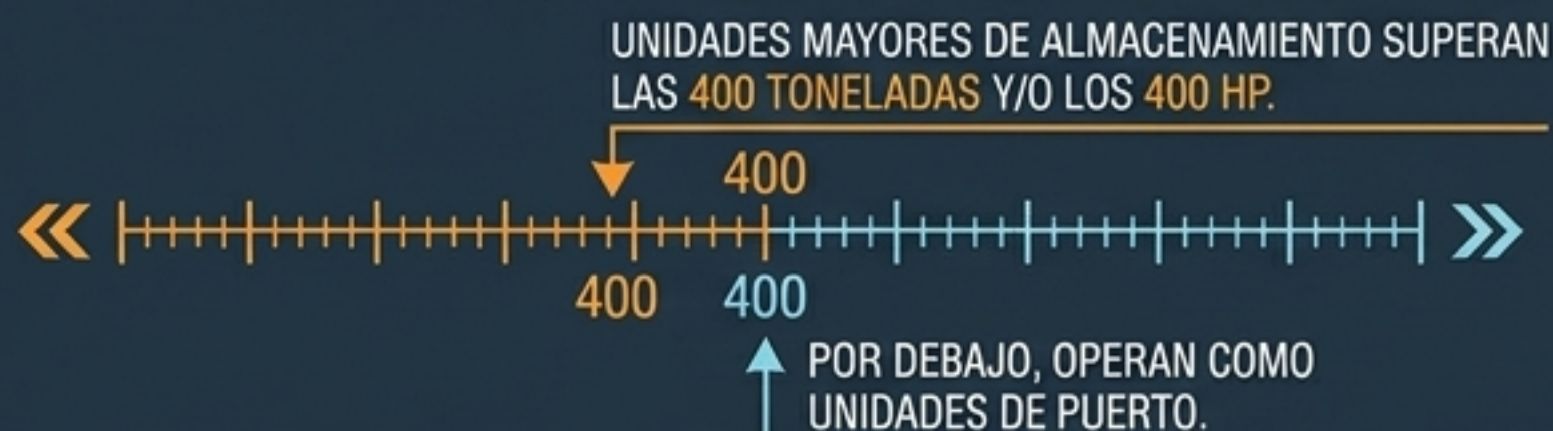 UNIDADES MAYORES DE ALMACENAMIENTO SUPERAN
LAS 400 TONELADAS Y/O LOS 400 HP.
400
400 400
POR DEBAJO, OPERAN COMO
UNIDADES DE PUERTO.